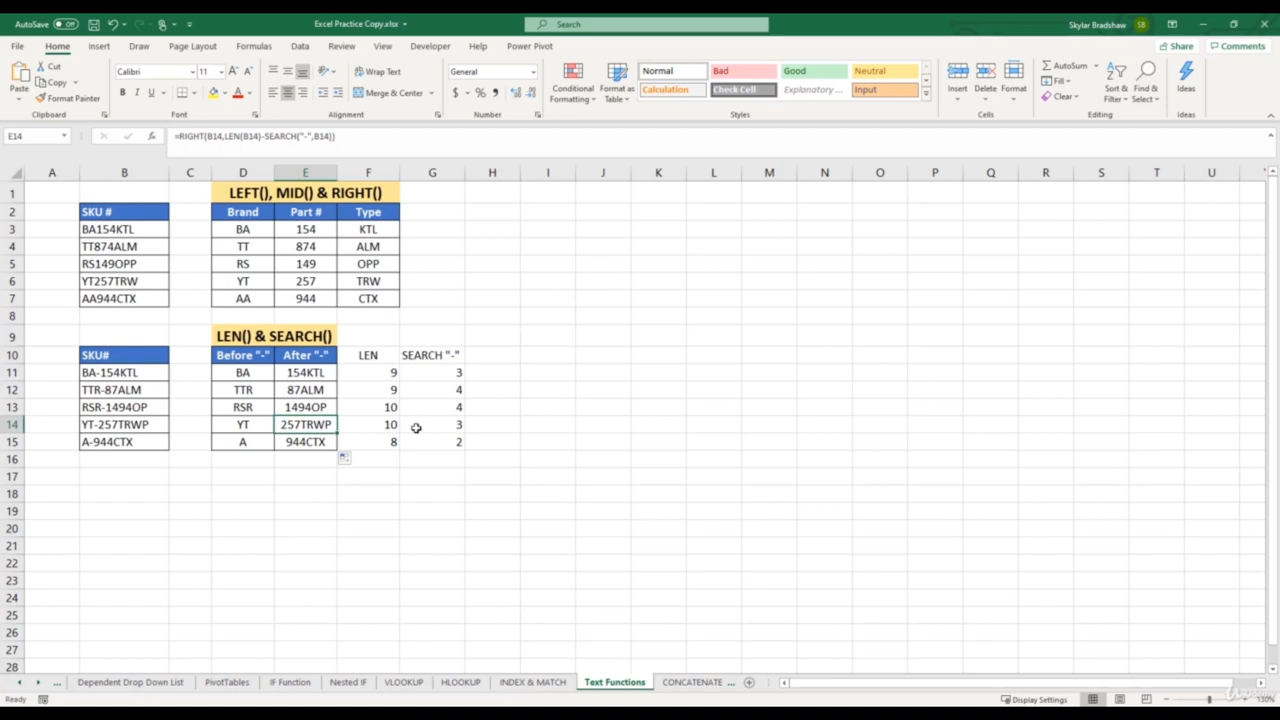 AutoSave Off Excel Practice Copy.xlsx Search Skylar Bradshaw SB
File Home Insert Draw Page Layout Formulas Data Review View Developer Help Power Pivot Share Comments
Paste Cut Copy Format Painter Calibri 11 Wrap Text Merge & Center General Conditional Formatting Format as Table Normal Bad Good Neutral Calculation Check Cell Explanatory ... Input Insert Delete Format AutoSum Fill Clear Sort & Filter Find & Select Ideas
Clipboard Font Alignment Number Styles Cells Editing Ideas
E14 =RIGHT(B14,LEN(B14)-SEARCH("-",B14))
A B C D E F G H I J K L M N O P Q R S T U
1 LEFT(), MID() & RIGHT()
2 SKU # Brand Part # Type
3 BA154KTL BA 154 KTL
4 TT874ALM TT 874 ALM
5 RS149OPP RS 149 OPP
6 YT257TRW YT 257 TRW
7 AA944CTX AA 944 CTX
8
9 LEN() & SEARCH()
10 SKU# Before "-" After "-" LEN SEARCH "-"
11 BA-154KTL BA 154KTL 9 3
12 TTR-87ALM TTR 87ALM 9 4
13 RSR-1494OP RSR 1494OP 10 4
14 YT-257TRWP YT 257TRWP 10 3
15 A-944CTX A 944CTX 8 2
16
17
18
19
20
21
22
23
24
25
26
27
28
... Dependent Drop Down List PivotTables IF Function Nested IF VLOOKUP HLOOKUP INDEX & MATCH Text Functions CONCATENATE ...
Ready Display Settings 130%